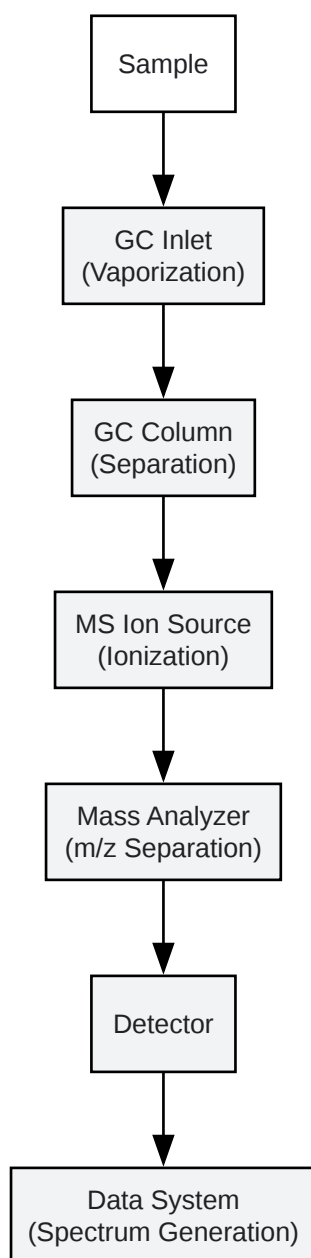 Sample
GC Inlet
(Vaporization)
GC Column
(Separation)
MS Ion Source
(Ionization)
Mass Analyzer
(m/z Separation)
Detector
Data System
(Spectrum Generation)